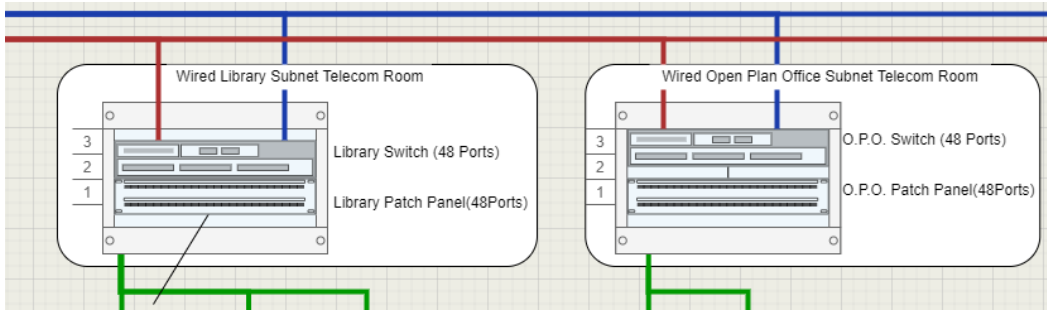 Wired Library Subnet Telecom Room
3
2
1
Library Switch (48 Ports)
Library Patch Panel(48Ports)
Wired Open Plan Office Subnet Telecom Room
3
2
1
O.P.O. Switch (48 Ports)
O.P.O. Patch Panel(48Ports)